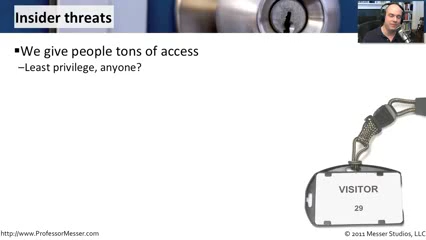 Insider threats
▪We give people tons of access
–Least privilege, anyone?
VISITOR
29
http://www.ProfessorMesser.com
© 2011 Messer Studios, LLC